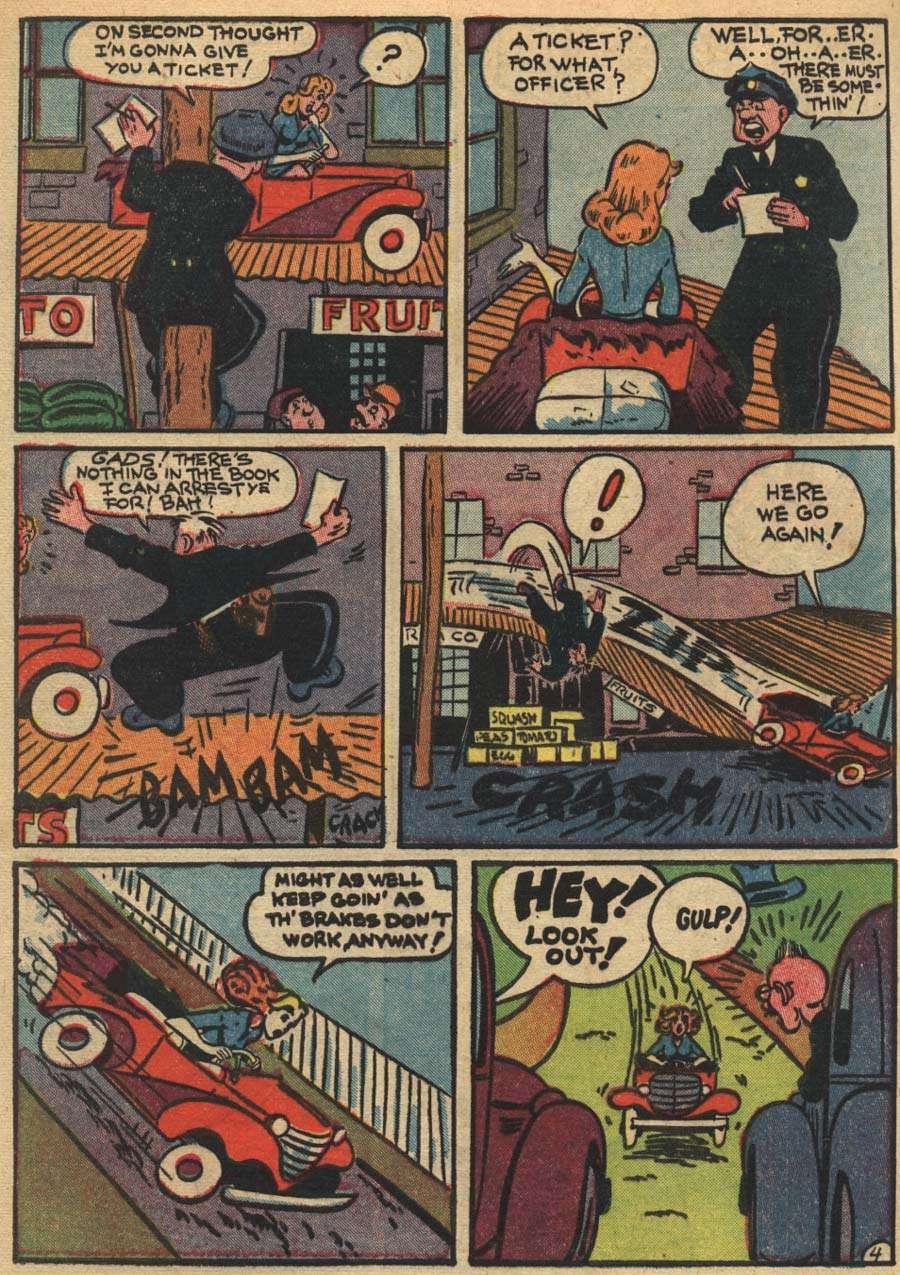 ON SECOND THOUGHT
I'M GONNA GIVE
YOU A TICKET!
?
TO
FRUIT
A TICKET?
FOR WHAT,
OFFICER?
WELL, FOR..ER.
A..OH..A..ER.
THERE MUST
BE SOME-
THIN'!
GADS! THERE'S
NOTHING IN THE BOOK
I CAN ARREST YE
FOR! BAH!
BAM BAM
CRACK
TS
!
HERE
WE GO
AGAIN!
ZIP
CO.
FRUITS
SQUASH
PEAS TOMATO
EGG
CRASH
MIGHT AS WELL
KEEP GOIN' AS
TH' BRAKES DON'T
WORK, ANYWAY!
HEY!
LOOK
OUT!
GULP!
4